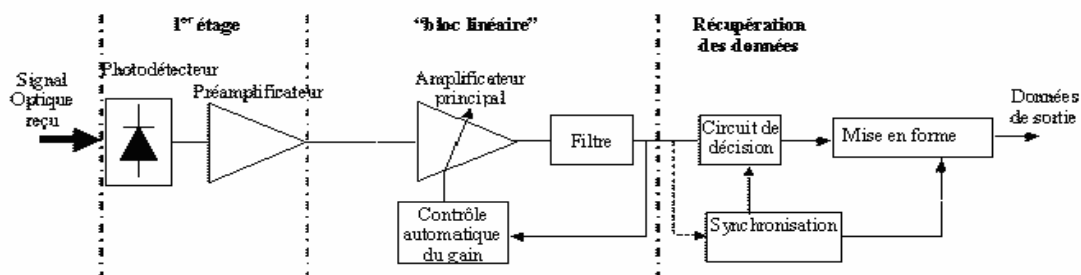 1er étage
"bloc linéaire"
Récupération
des données
Signal
Optique
reçu
Photodétecteur
Préamplificateur
Amplificateur
principal
Filtre
Contrôle
automatique
du gain
Circuit de
décision
Mise en forme
Synchronisation
Données
de sortie